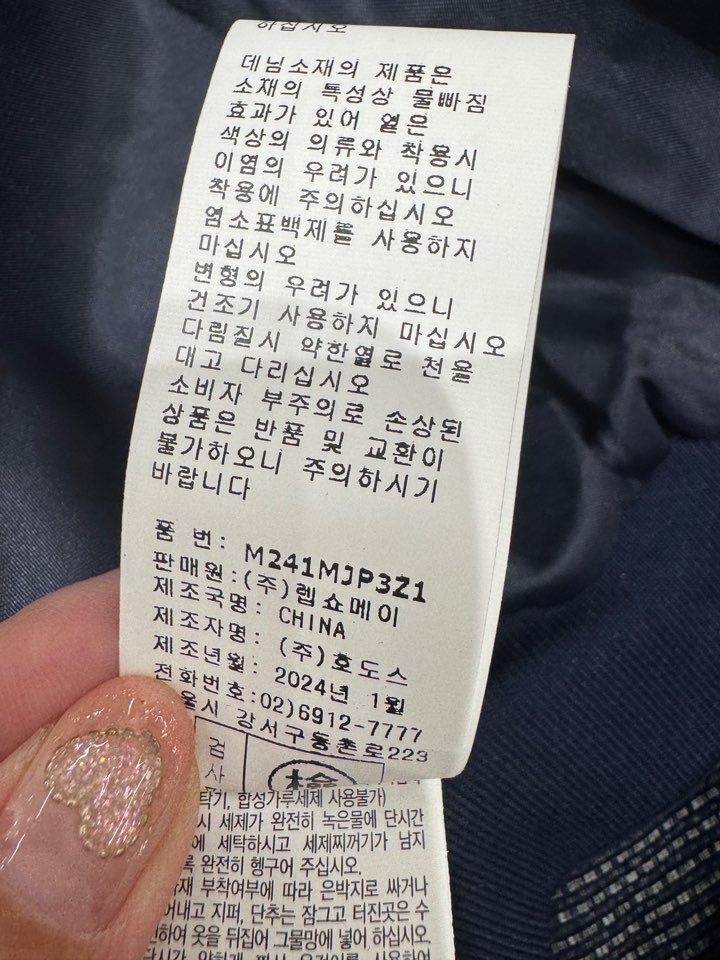 하십시오
데님소재의 제품은
소재의 특성상 물빠짐
효과가 있어 옅은
색상의 의류와 착용시
이염의 우려가 있으니
착용에 주의하십시오
염소표백제를 사용하지
마십시오
변형의 우려가 있으니
건조기 사용하지 마십시오
다림질시 약한열로 천을
대고 다리십시오
소비자 부주의로 손상된
상품은 반품 및 교환이
불가하오니 주의하시기
바랍니다
품 번: M241MJP3Z1
판매원:(주)렙쇼메이
제조국명: CHINA
제조자명: (주)호도스
제조년월: 2024년 1월
전화번호:02)6912-7777
울시 강서구 등촌로223
검
사
탁기, 합성가루세제 사용불가)
시 세제가 완전히 녹은물에 단시간
에 세탁하시고 세제찌꺼기가 남지
록 완전히 헹구어 주십시오.
재 부착여부에 따라 은박지로 싸거나
어내고 지퍼, 단추는 잠그고 터진곳은 수
하여 옷을 뒤집어 그물망에 넣어 하십시오